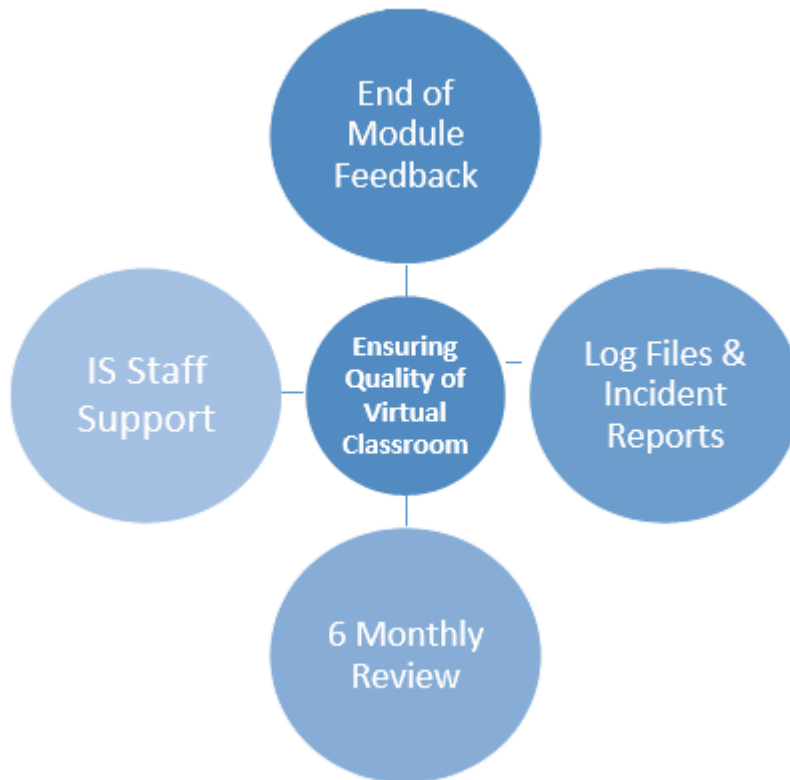 End of
Module
Feedback
IS Staff
Support
Ensuring
Quality of
Virtual
Classroom
Log Files &
Incident
Reports
6 Monthly
Review